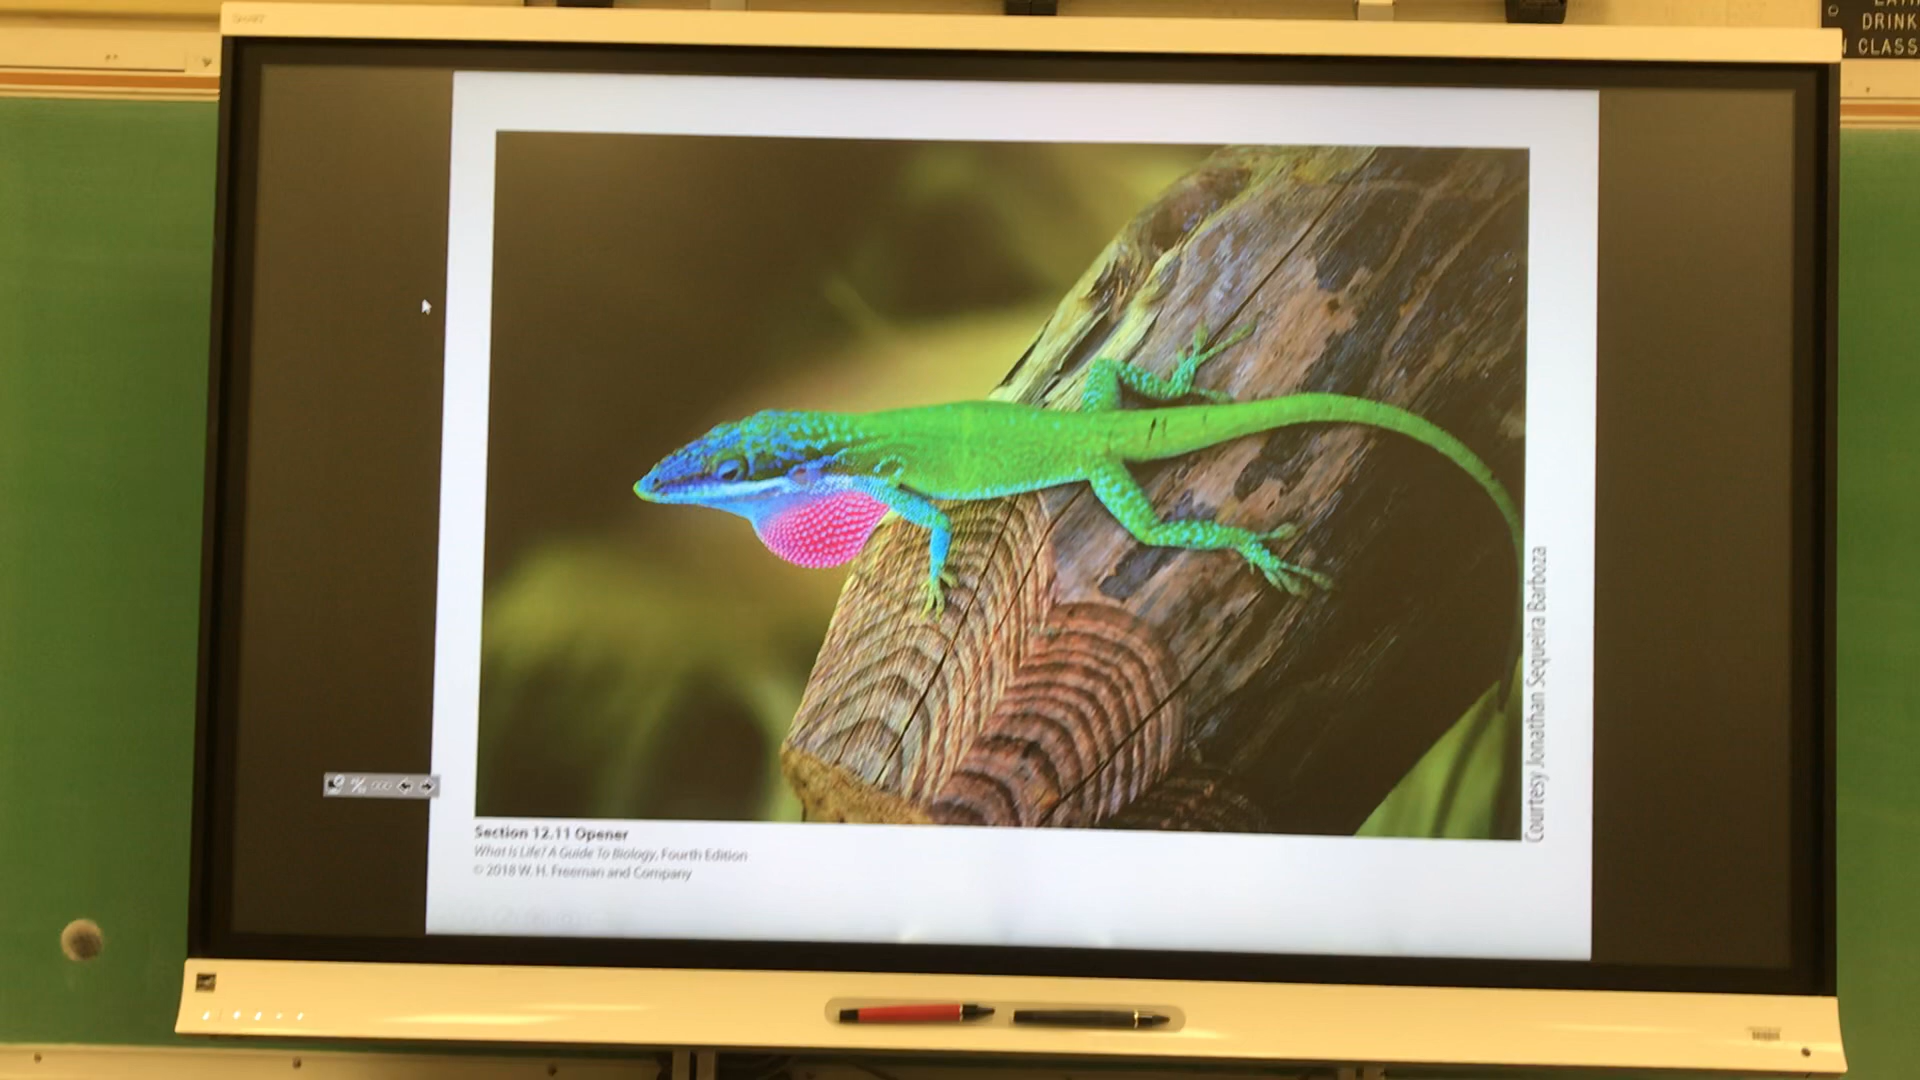 DRINK
CLASS
Courtesy Jonathan Sequeira Barboza
Section 12.11 Opener
What Is Life? A Guide To Biology, Fourth Edition
© 2018 W. H. Freeman and Company